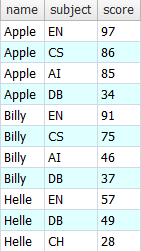 name subject score
Apple EN 97
Apple CS 86
Apple AI 85
Apple DB 34
Billy EN 91
Billy CS 75
Billy AI 46
Billy DB 37
Helle EN 57
Helle DB 49
Helle CH 28